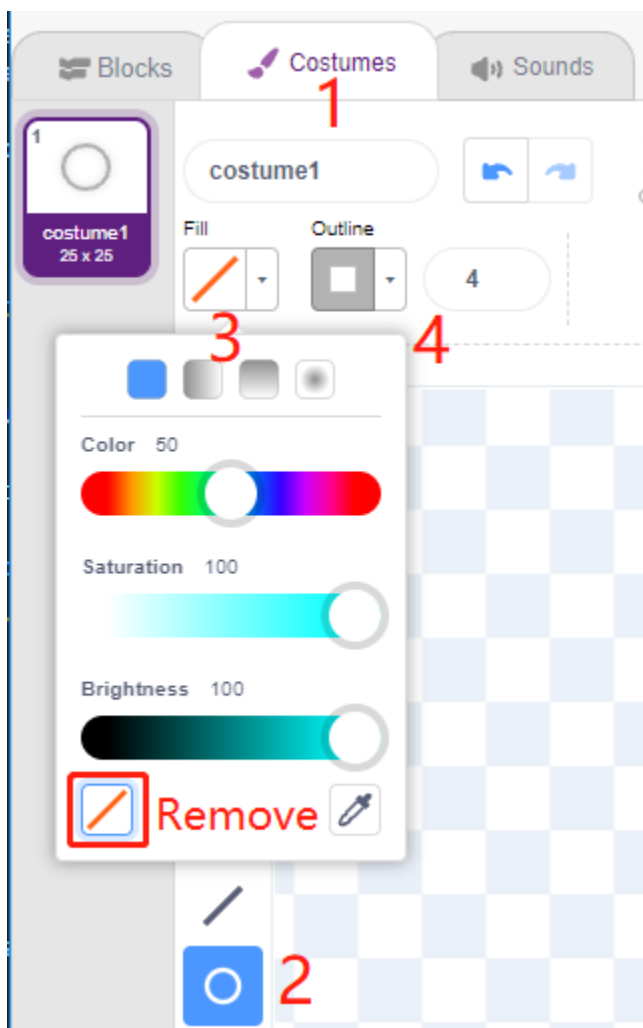 Blocks
Costumes
Sounds
1
1
costume1
costume1
25 x 25
Fill
Outline
4
3
4
Color 50
Saturation 100
Brightness 100
Remove
2